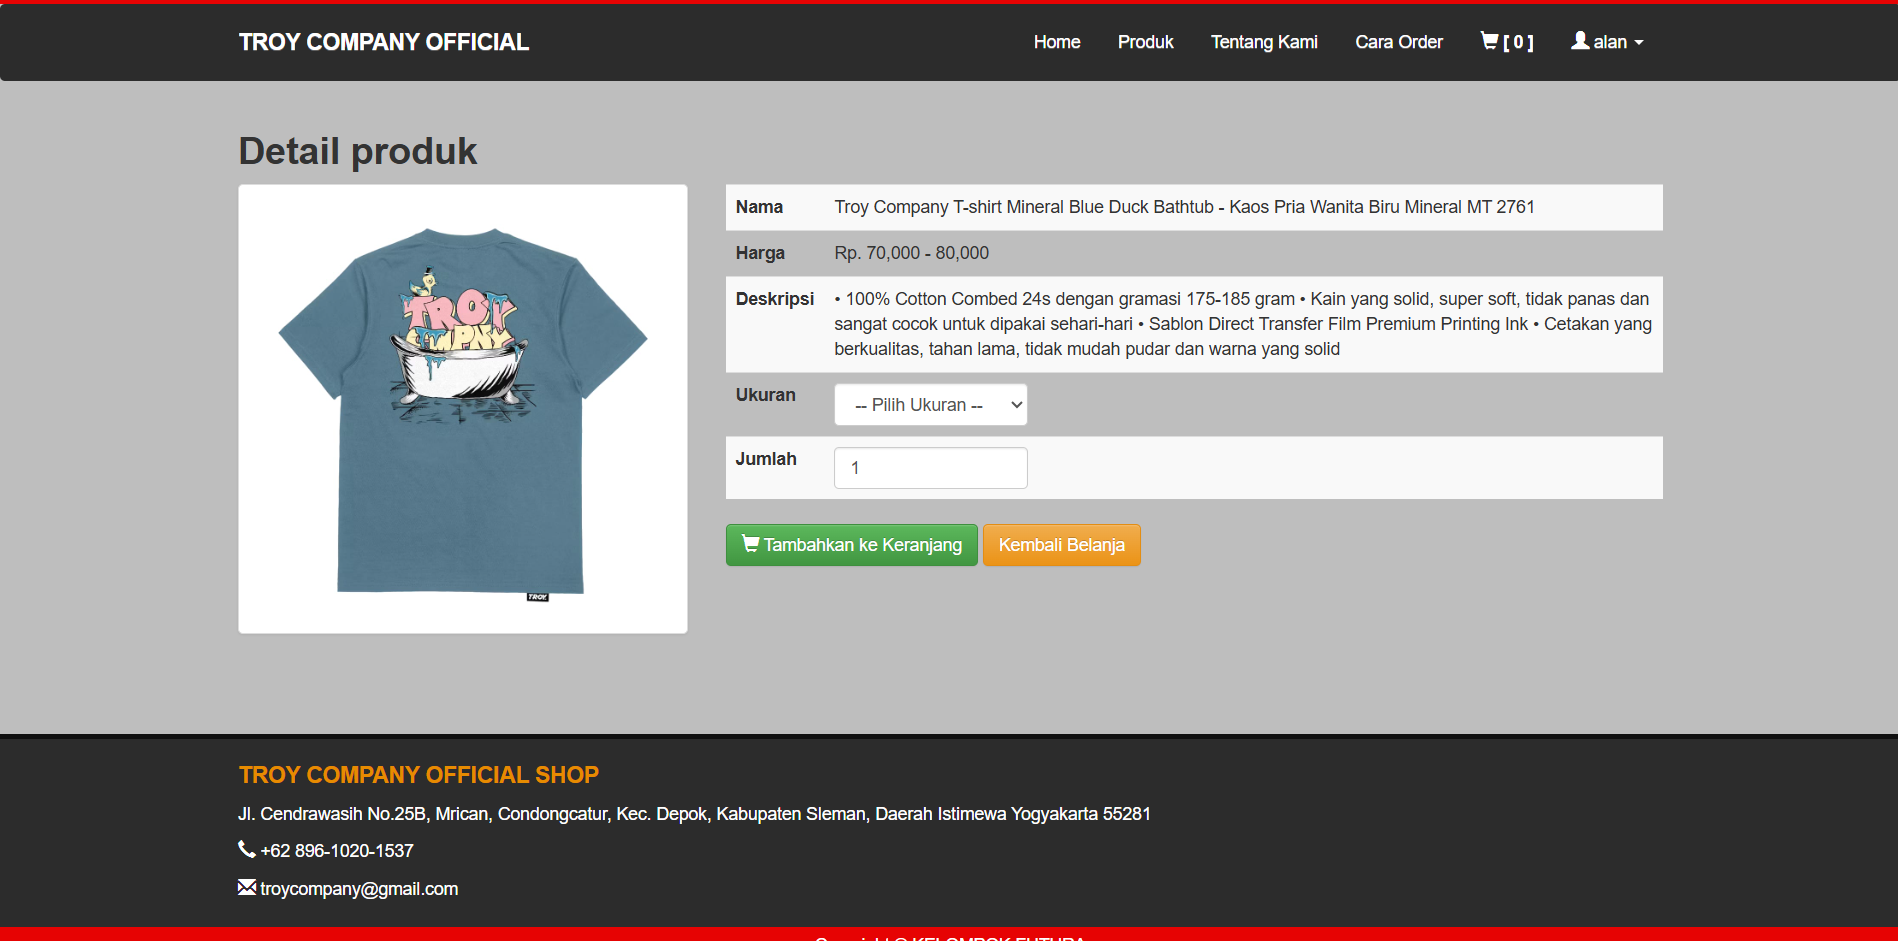 TROY COMPANY OFFICIAL
Home Produk Tentang Kami Cara Order [ 0 ] alan
Detail produk
TROY
CMPNY
TROY.
Nama Troy Company T-shirt Mineral Blue Duck Bathtub - Kaos Pria Wanita Biru Mineral MT 2761
Harga Rp. 70,000 - 80,000
Deskripsi • 100% Cotton Combed 24s dengan gramasi 175-185 gram • Kain yang solid, super soft, tidak panas dan
sangat cocok untuk dipakai sehari-hari • Sablon Direct Transfer Film Premium Printing Ink • Cetakan yang
berkualitas, tahan lama, tidak mudah pudar dan warna yang solid
Ukuran -- Pilih Ukuran --
Jumlah 1
Tambahkan ke Keranjang Kembali Belanja
TROY COMPANY OFFICIAL SHOP
Jl. Cendrawasih No.25B, Mrican, Condongcatur, Kec. Depok, Kabupaten Sleman, Daerah Istimewa Yogyakarta 55281
+62 896-1020-1537
troycompany@gmail.com
Copyright © KELOMPOK FUTURA